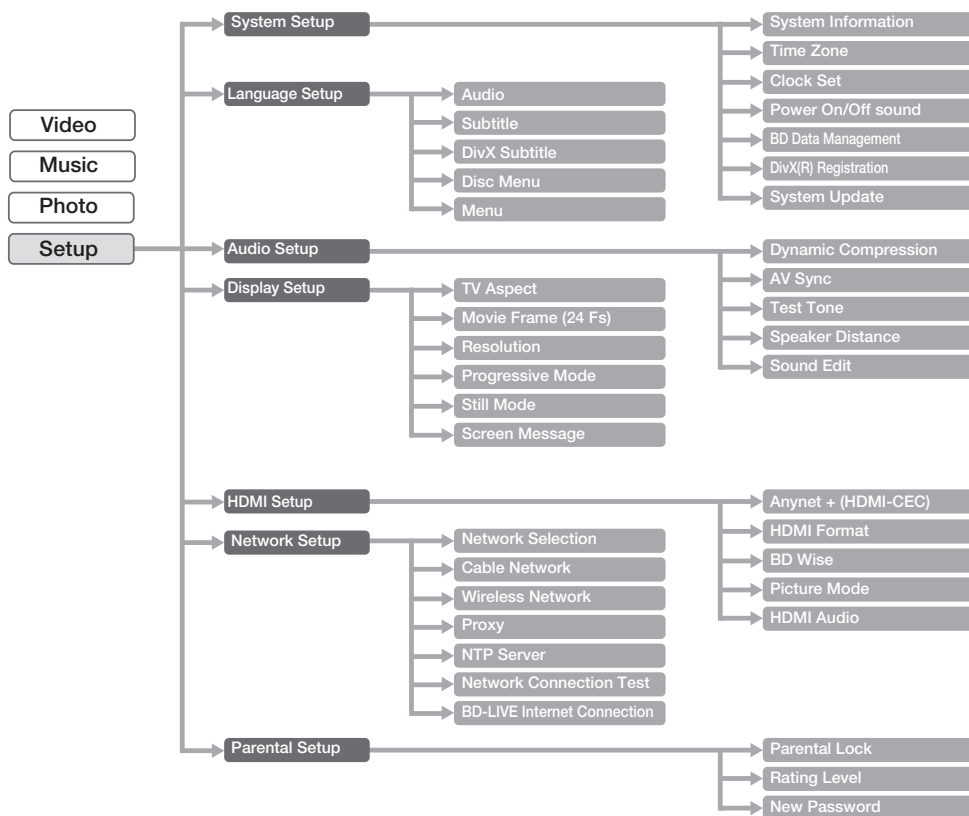 Video
Music
Photo
Setup
System Setup
System Information
Time Zone
Clock Set
Power On/Off sound
BD Data Management
DivX(R) Registration
System Update
Language Setup
Audio
Subtitle
DivX Subtitle
Disc Menu
Menu
Audio Setup
Dynamic Compression
AV Sync
Test Tone
Speaker Distance
Sound Edit
Display Setup
TV Aspect
Movie Frame (24 Fs)
Resolution
Progressive Mode
Still Mode
Screen Message
HDMI Setup
Anynet + (HDMI-CEC)
HDMI Format
BD Wise
Picture Mode
HDMI Audio
Network Setup
Network Selection
Cable Network
Wireless Network
Proxy
NTP Server
Network Connection Test
BD-LIVE Internet Connection
Parental Setup
Parental Lock
Rating Level
New Password